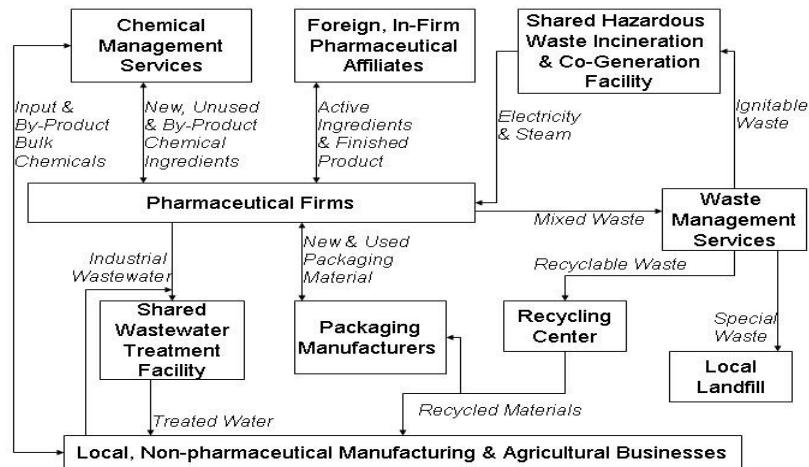 Chemical
Management
Services
Foreign, In-Firm
Pharmaceutical
Affiliates
Shared Hazardous
Waste Incineration
& Co-Generation
Facility
Input &
By-Product
Bulk
Chemicals
New, Unused
& By-Product
Chemical
Ingredients
Active
Ingredients
& Finished
Product
Electricity
& Steam
Ignitable
Waste
Pharmaceutical Firms
Mixed Waste
Waste
Management
Services
Industrial
Wastewater
New & Used
Packaging
Material
Recyclable Waste
Shared
Wastewater
Treatment
Facility
Packaging
Manufacturers
Recycling
Center
Special
Waste
Local
Landfill
Treated Water
Recycled Materials
Local, Non-pharmaceutical Manufacturing & Agricultural Businesses